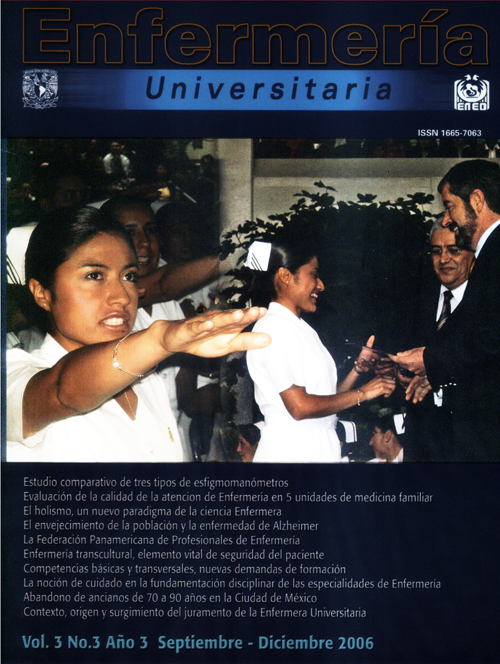 Enfermería
Universitaria
ENEO
ISSN 1665-7063
Estudio comparativo de tres tipos de esfigmomanómetros
Evaluación de la calidad de la atencion de Enfermeria en 5 unidades de medicina familiar
El holismo, un nuevo paradigma de la ciencia Enfermera
El envejecimiento de la población y la enfermedad de Alzheimer
La Federación Panamericana de Profesionales de Enfermería
Enfermería transcultural, elemento vital de seguridad del paciente
Competencias básicas y transversales, nuevas demandas de formación
La noción de cuidado en la fundamentación disciplinar de las especialidades de Enfermería
Abandono de ancianos de 70 a 90 años en la Ciudad de México
Contexto, origen y surgimiento del juramento de la Enfermera Universitaria
Vol. 3 No.3 Año 3 Septiembre - Diciembre 2006